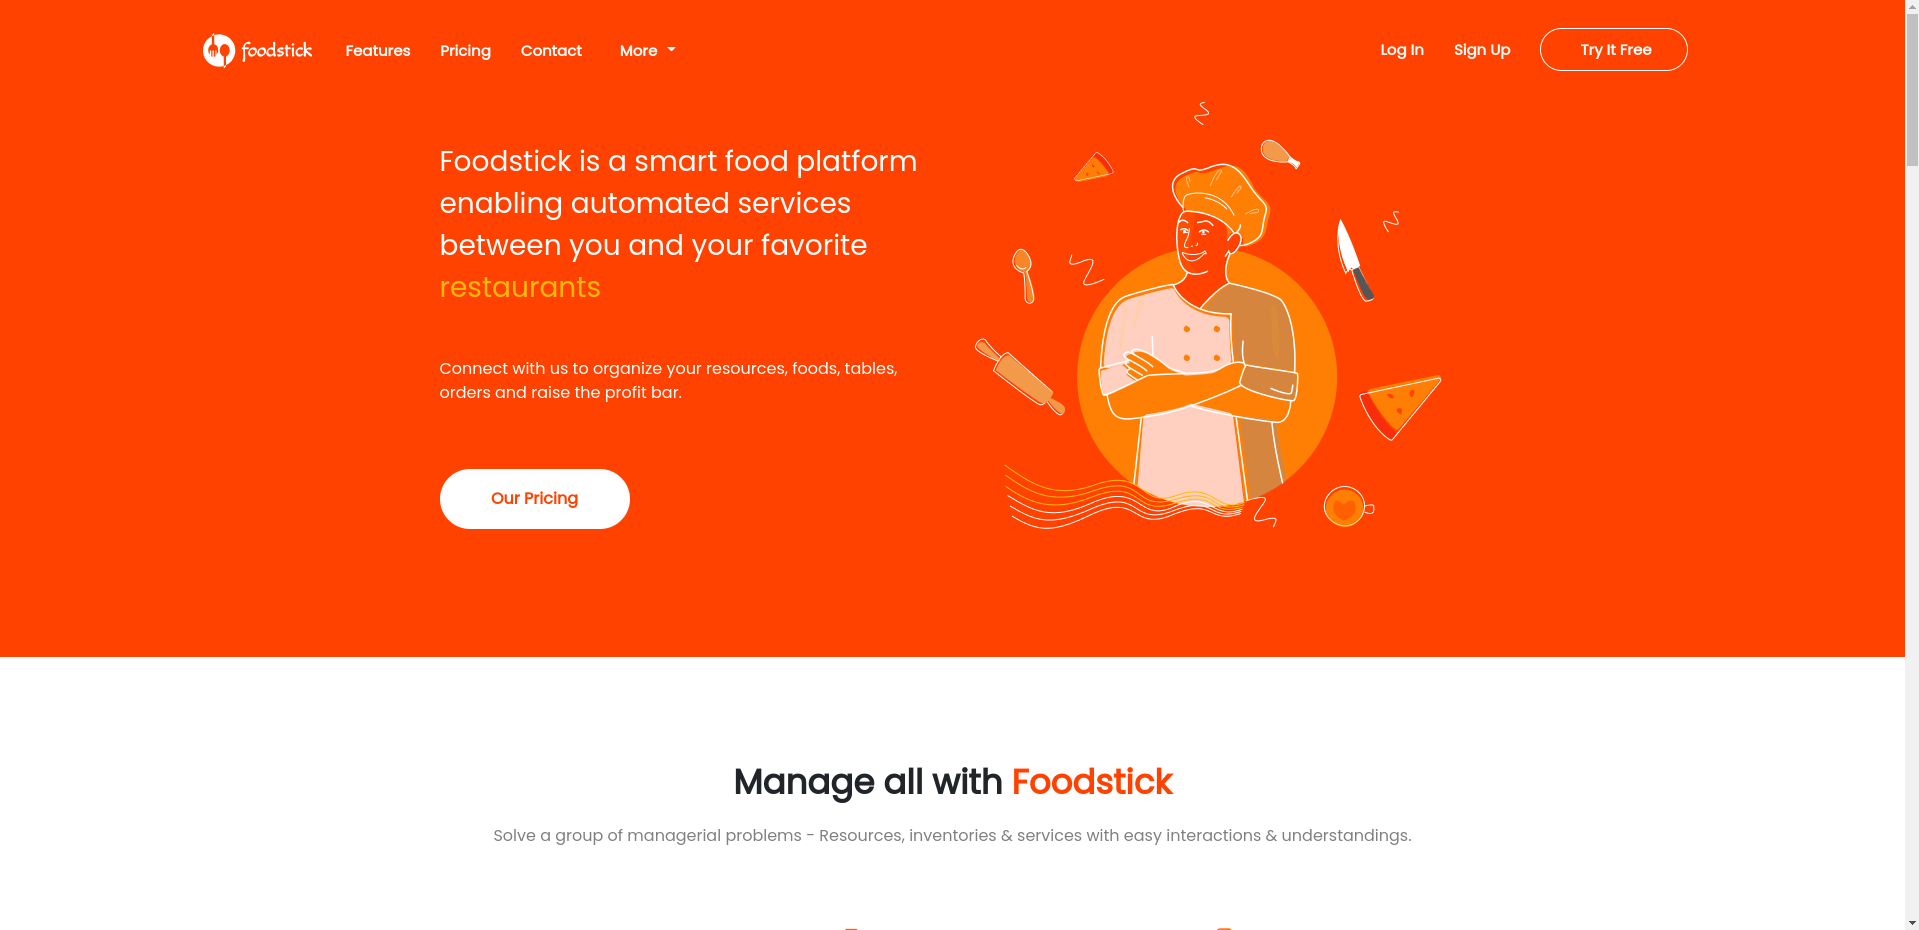 foodstick
Features
Pricing
Contact
More
Log In
Sign Up
Try It Free
Foodstick is a smart food platform
enabling automated services
between you and your favorite
restaurants
Connect with us to organize your resources, foods, tables,
orders and raise the profit bar.
Our Pricing
Manage all with Foodstick
Solve a group of managerial problems - Resources, inventories & services with easy interactions & understandings.